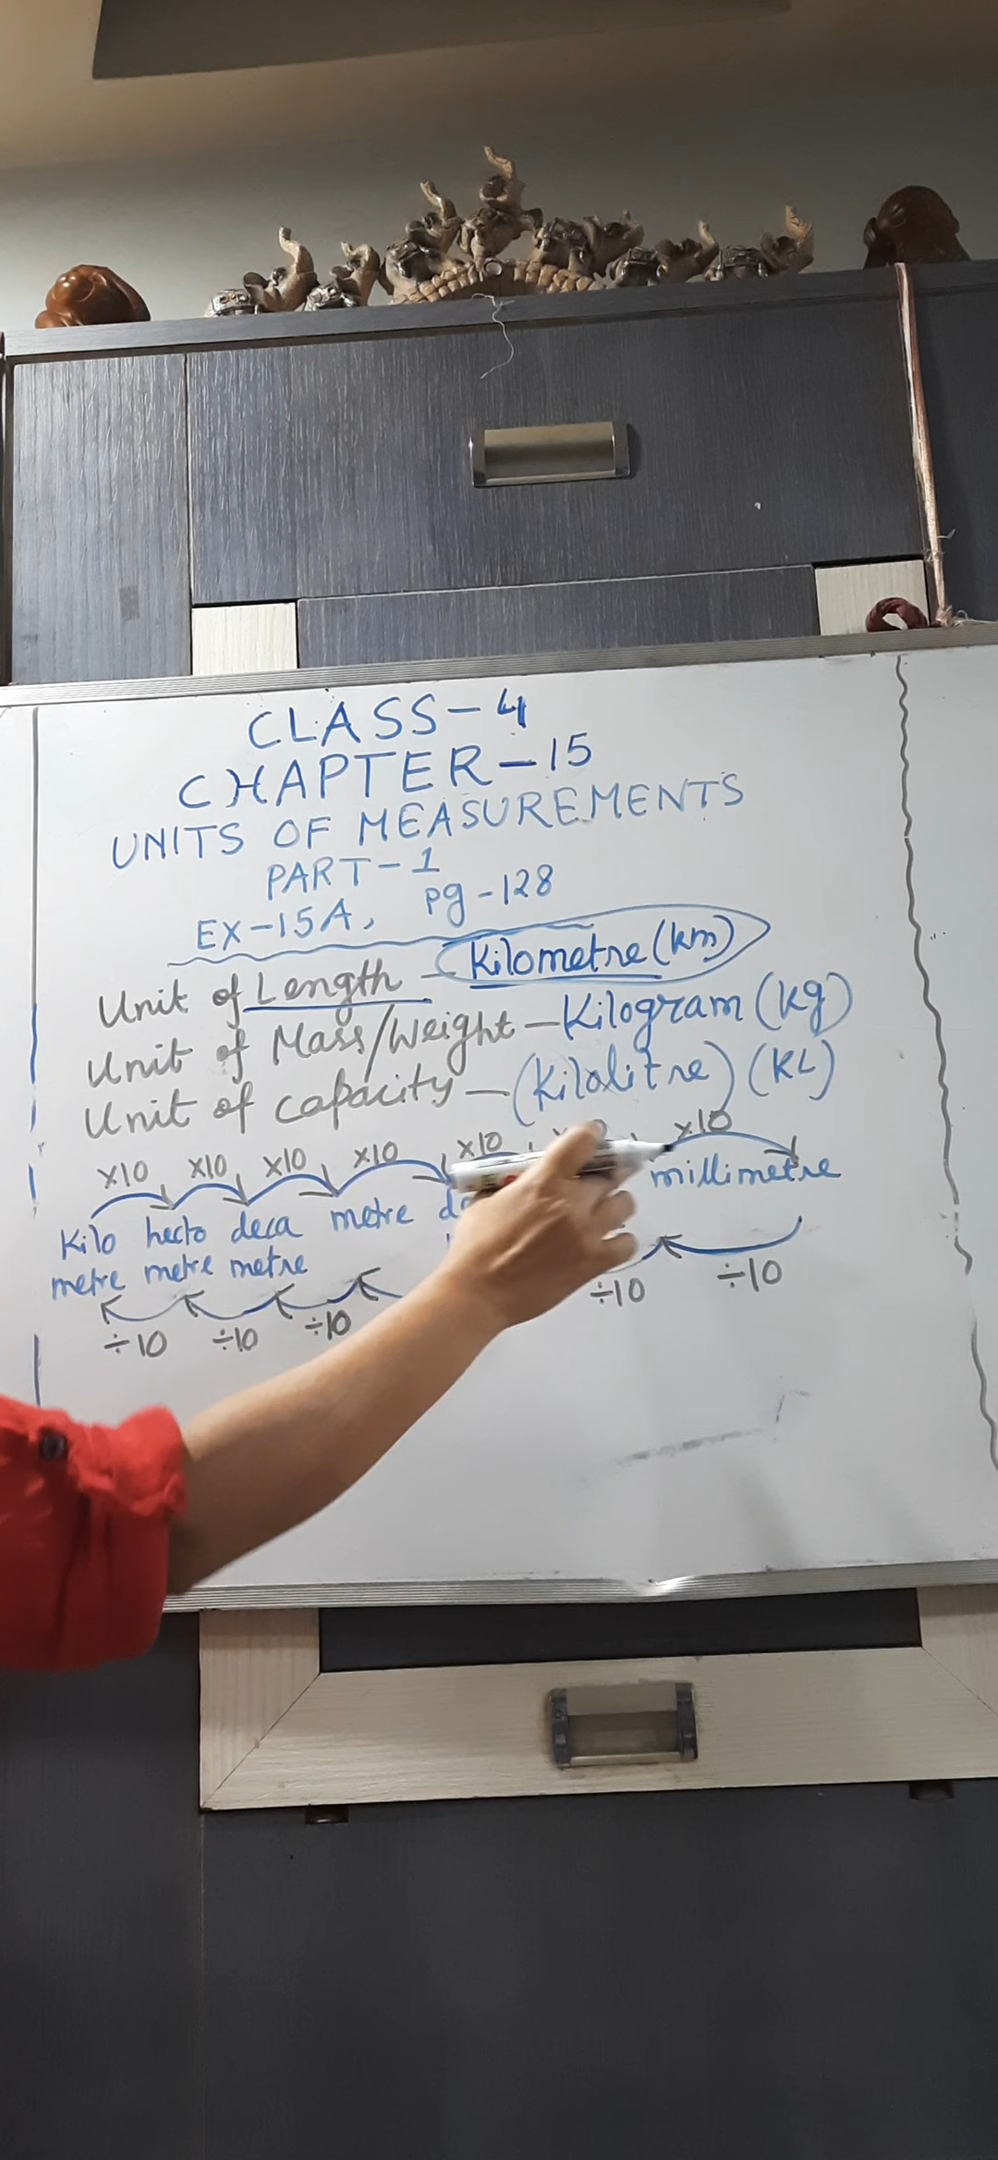 CLASS-4
CHAPTER-15
UNITS OF MEASUREMENTS
PART-1
EX-15A, pg-128
Unit of Length - Kilometre (km)
Unit of Mass/Weight - Kilogram (kg)
Unit of capacity - (Kilolitre) (KL)
×10 ×10 ×10 ×10 ×10 ×10
Kilo hecto deca metre millimetre
metre metre metre
÷10 ÷10 ÷10 ÷10 ÷10